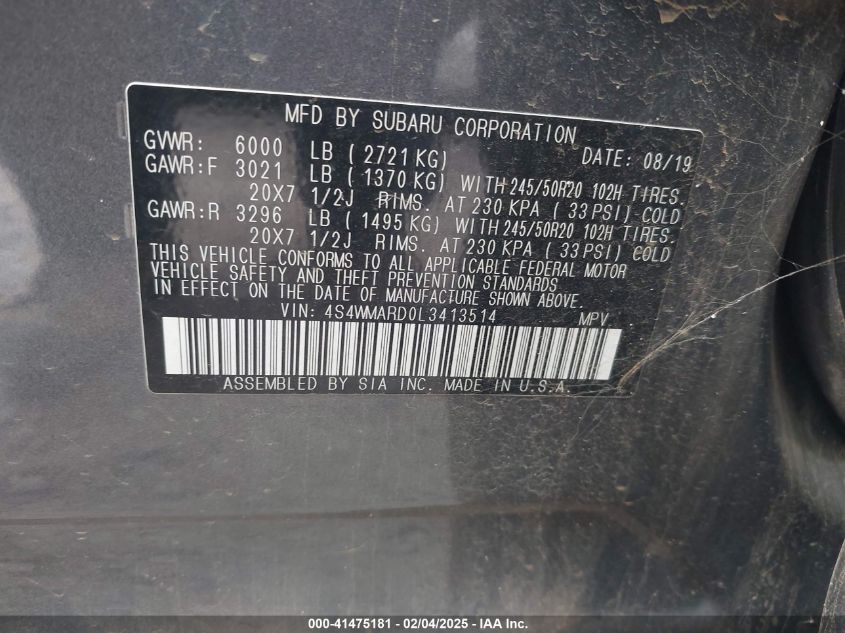 MFD BY SUBARU CORPORATION
GVWR: 6000 LB ( 2721 KG) DATE: 08/19
GAWR:F 3021 LB ( 1370 KG) WITH 245/50R20 102H TIRES.
20X7 1/2J RIMS. AT 230 KPA ( 33 PSI) COLD
GAWR:R 3296 LB ( 1495 KG) WITH 245/50R20 102H TIRES.
20X7 1/2J RIMS. AT 230 KPA ( 33 PSI) COLD
THIS VEHICLE CONFORMS TO ALL APPLICABLE FEDERAL MOTOR
VEHICLE SAFETY AND THEFT PREVENTION STANDARDS
IN EFFECT ON THE DATE OF MANUFACTURE SHOWN ABOVE.
VIN: 4S4WMARD0L3413514 MPV
ASSEMBLED BY SIA INC. MADE IN U.S.A.
000-41475181 - 02/04/2025 - IAA Inc.